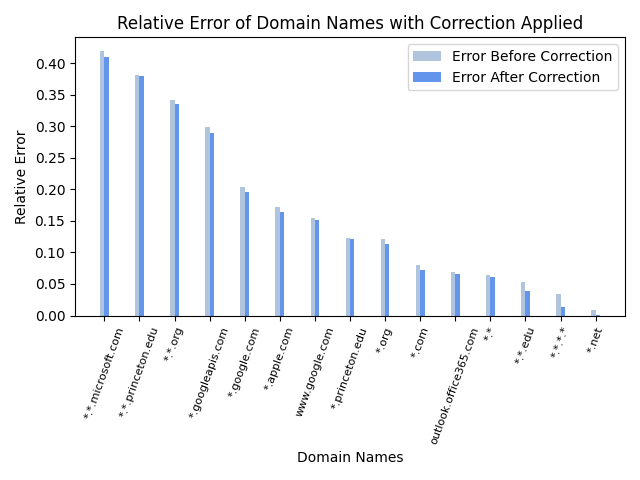 Relative Error of Domain Names with Correction Applied
Error Before Correction
Error After Correction
Relative Error
0.40
0.35
0.30
0.25
0.20
0.15
0.10
0.05
0.00
*.*.microsoft.com
*.*.princeton.edu
*.*.org
*.googleapis.com
*.google.com
*.apple.com
www.google.com
*.princeton.edu
*.org
*.com
outlook.office365.com
*.*
*.*.edu
*.*.*.*
*.net
Domain Names